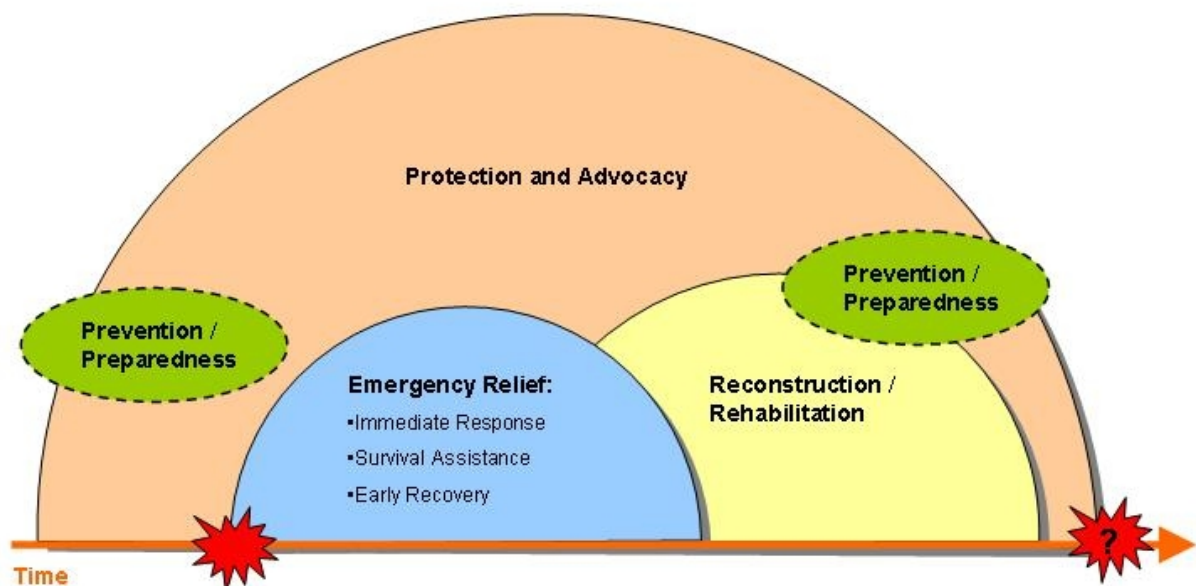 Protection and Advocacy
Prevention /
Preparedness
Prevention /
Preparedness
Emergency Relief:
▪Immediate Response
▪Survival Assistance
▪Early Recovery
Reconstruction /
Rehabilitation
?
Time